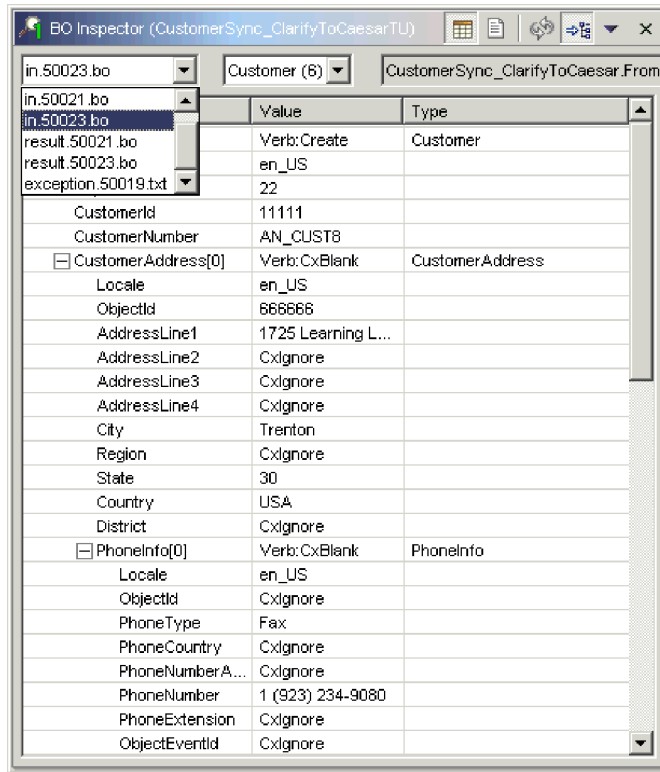 BO Inspector (CustomerSync_ClarifyToCaesarTU)
in.50023.bo Customer (6) CustomerSync_ClarifyToCaesar.From
in.50021.bo
in.50023.bo
result.50021.bo
result.50023.bo
exception.50019.txt
Value Type
Verb:Create Customer
en_US
22
CustomerId 11111
CustomerNumber AN_CUST8
CustomerAddress[0] Verb:CxBlank CustomerAddress
Locale en_US
ObjectId 666666
AddressLine1 1725 Learning L...
AddressLine2 CxIgnore
AddressLine3 CxIgnore
AddressLine4 CxIgnore
City Trenton
Region CxIgnore
State 30
Country USA
District CxIgnore
PhoneInfo[0] Verb:CxBlank PhoneInfo
Locale en_US
ObjectId CxIgnore
PhoneType Fax
PhoneCountry CxIgnore
PhoneNumberA... CxIgnore
PhoneNumber 1 (923) 234-9080
PhoneExtension CxIgnore
ObjectEventId CxIgnore